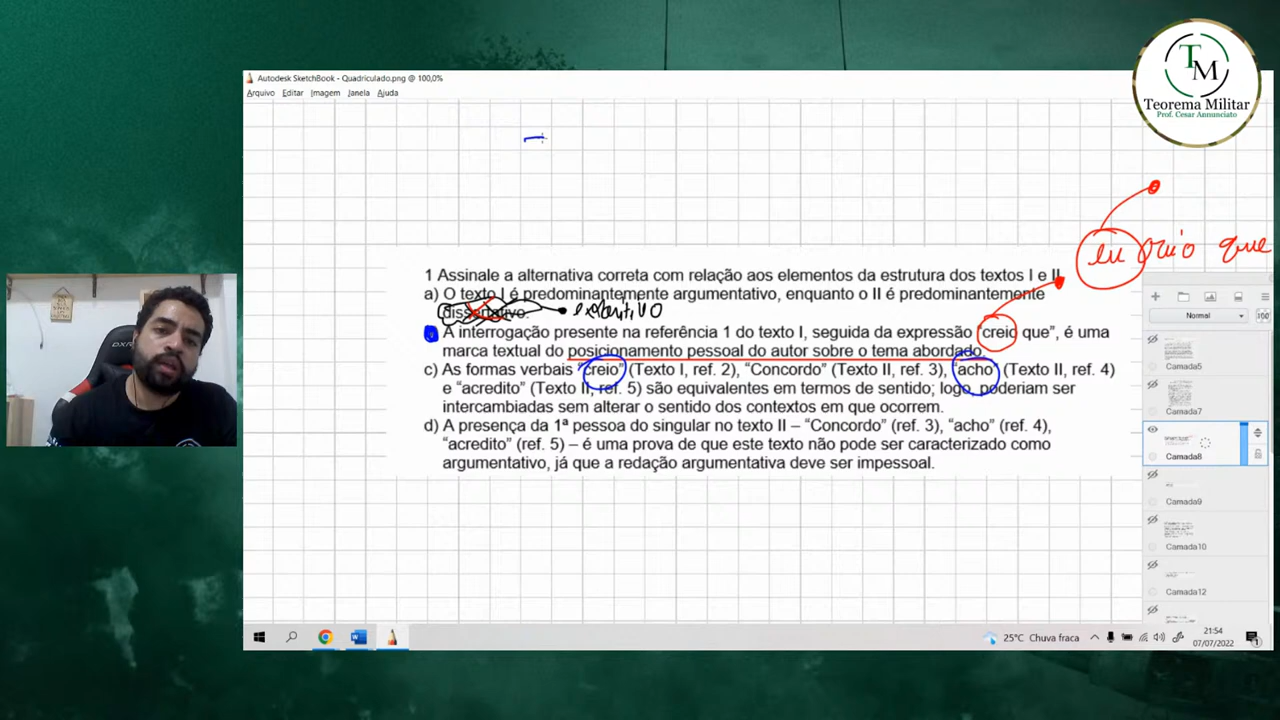 Autodesk SketchBook - Quadriculado.png @ 100,0%
Arquivo Editar Imagem Janela Ajuda
TM
Teorema Militar
Prof. Cesar Annunciato
eu creio que
1 Assinale a alternativa correta com relação aos elementos da estrutura dos textos I e II.
a) O texto I é predominantemente argumentativo, enquanto o II é predominantemente
dissertativo.
A interrogação presente na referência 1 do texto I, seguida da expressão "creio que", é uma
marca textual do posicionamento pessoal do autor sobre o tema abordado.
c) As formas verbais "creio" (Texto I, ref. 2), "Concordo" (Texto II, ref. 3), "acho" (Texto II, ref. 4)
e "acredito" (Texto II, ref. 5) são equivalentes em termos de sentido; logo, poderiam ser
intercambiadas sem alterar o sentido dos contextos em que ocorrem.
d) A presença da 1ª pessoa do singular no texto II – "Concordo" (ref. 3), "acho" (ref. 4),
"acredito" (ref. 5) – é uma prova de que este texto não pode ser caracterizado como
argumentativo, já que a redação argumentativa deve ser impessoal.
Normal
100
Camada5
Camada7
Camada8
Camada9
Camada10
Camada12
25°C Chuva fraca
21:54
07/07/2022